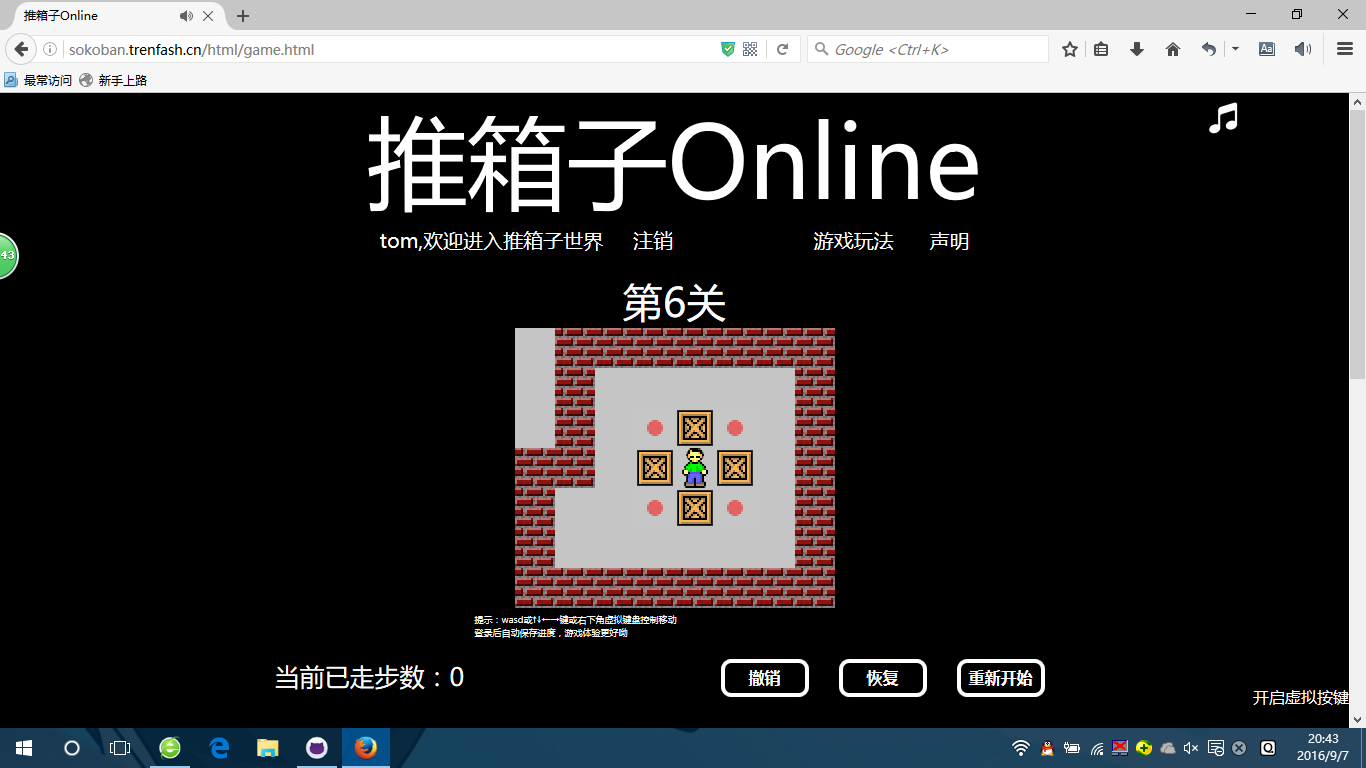 推箱子Online
sokoban.trenfash.cn/html/game.html
Google <Ctrl+K>
最常访问 新手上路
推箱子Online
tom,欢迎进入推箱子世界 注销 游戏玩法 声明
43
第6关
提示：wasd或↑↓←→键或右下角虚拟键盘控制移动
登录后自动保存进度，游戏体验更好呦
当前已走步数：0 撤销 恢复 重新开始
开启虚拟按键
20:43
2016/9/7